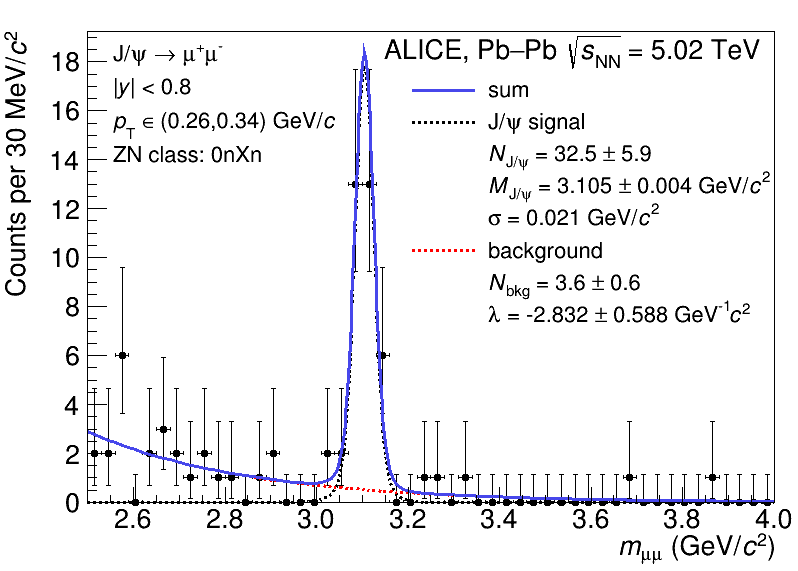 Counts per 30 MeV/c²
18
16
14
12
10
8
6
4
2
0
J/ψ → μ⁺μ⁻
|y| < 0.8
p_T ∈ (0.26,0.34) GeV/c
ZN class: 0nXn
ALICE, Pb–Pb √s_NN = 5.02 TeV
sum
J/ψ signal
N_J/ψ = 32.5 ± 5.9
M_J/ψ = 3.105 ± 0.004 GeV/c²
σ = 0.021 GeV/c²
background
N_bkg = 3.6 ± 0.6
λ = -2.832 ± 0.588 GeV⁻¹c²
2.6 2.8 3.0 3.2 3.4 3.6 3.8 4.0
m_μμ (GeV/c²)